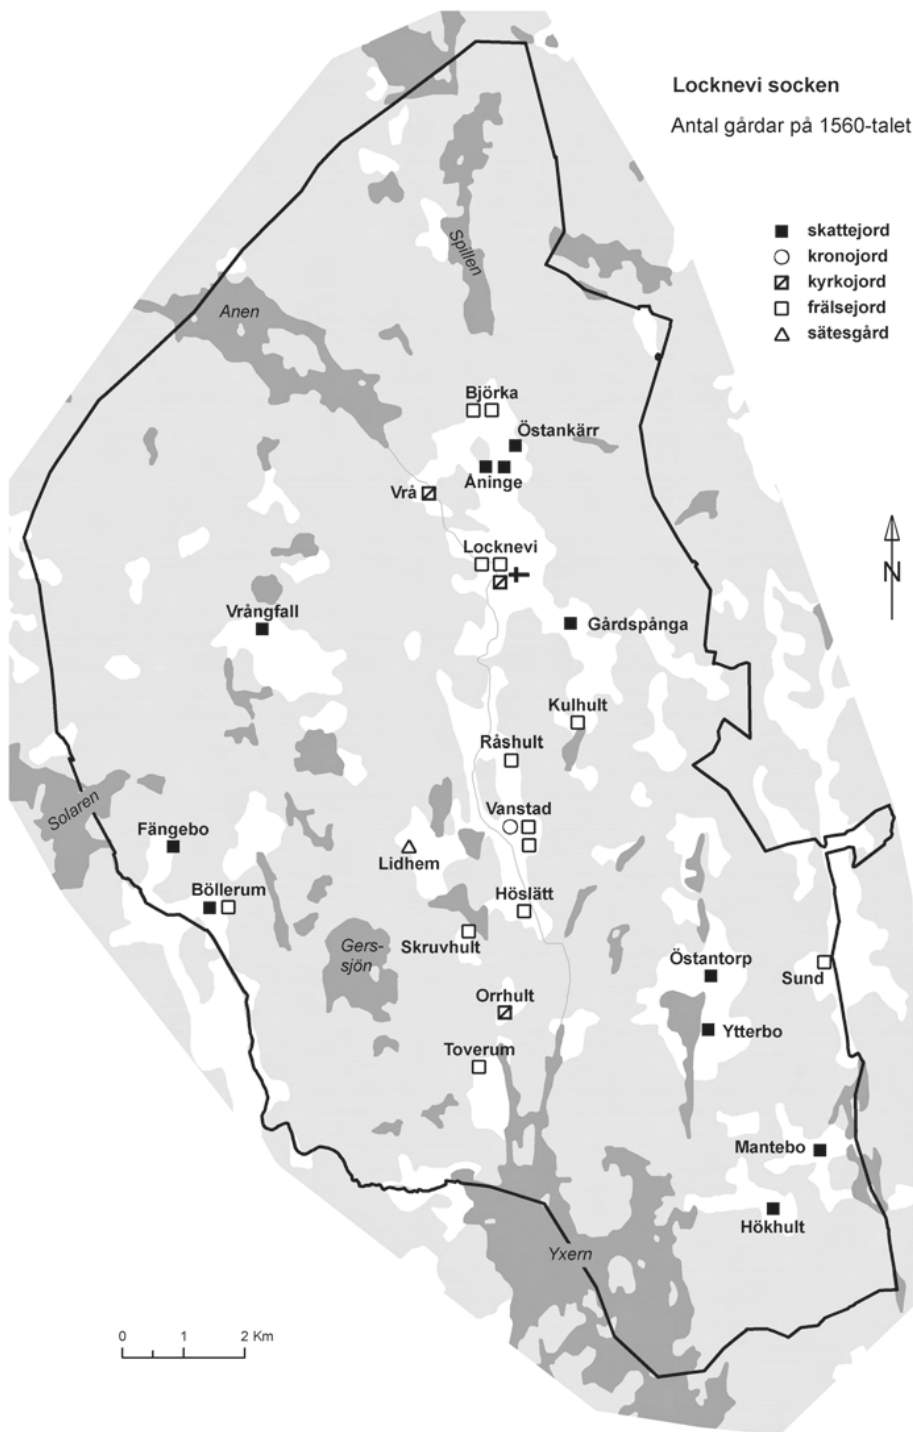 Locknevi socken
Antal gårdar på 1560-talet
skattejord
kronojord
kyrkojord
frälsejord
sätesgård
Spillen
Anen
Björka
Östankärr
Åninge
Vrå
Locknevi
N
Vrångfall
Gårdspånga
Kulhult
Råshult
Solaren
Vanstad
Fängebo
Lidhem
Böllerum
Höslätt
Skruvhult
Gers-
sjön
Östantorp
Sund
Orrhult
Ytterbo
Toverum
Mantebo
Hökhult
Yxern
0 1 2 Km